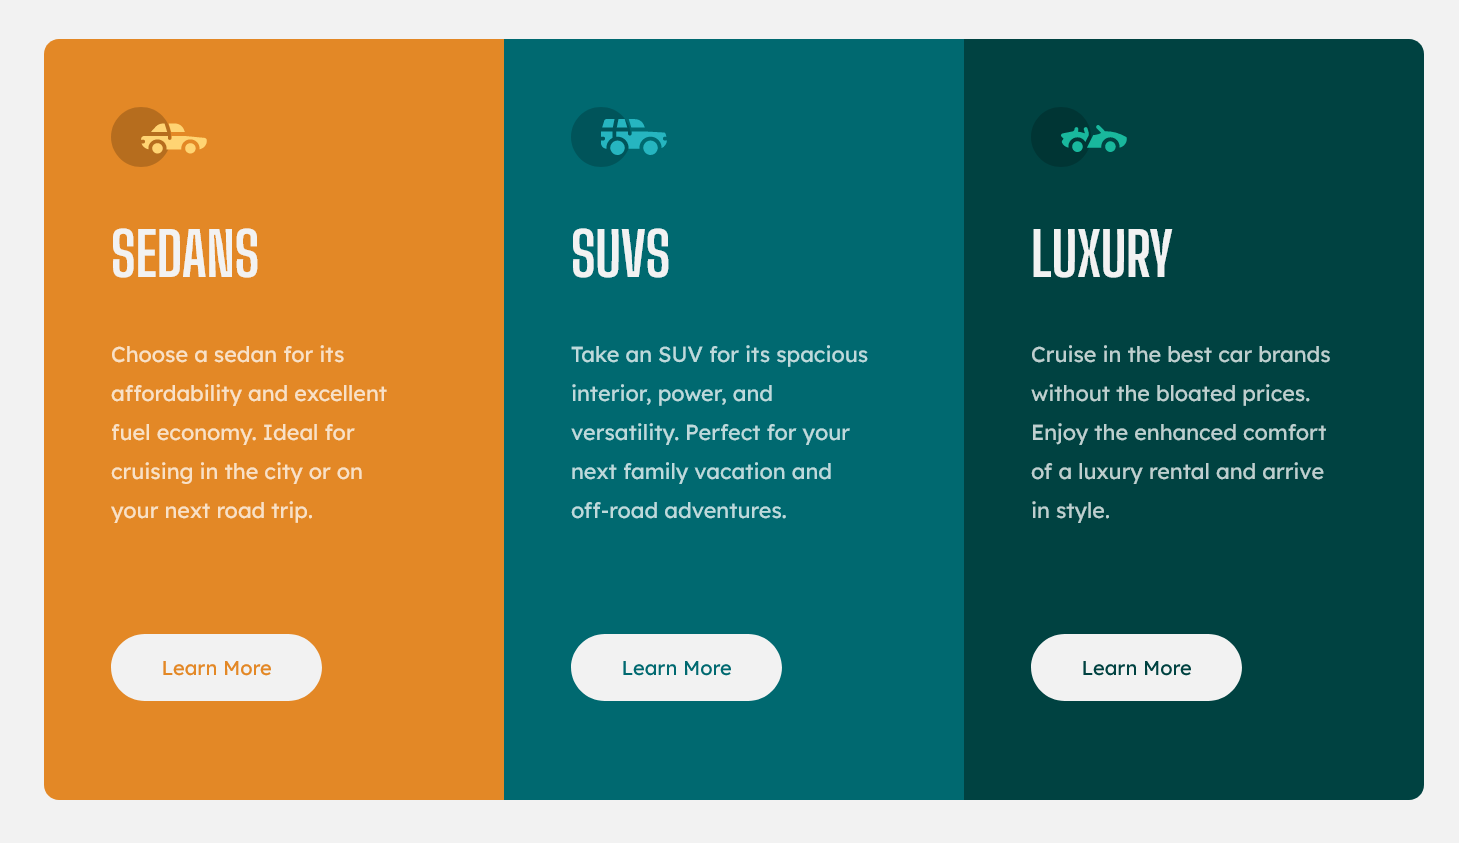 SEDANS
Choose a sedan for its
affordability and excellent
fuel economy. Ideal for
cruising in the city or on
your next road trip.
Learn More
SUVS
Take an SUV for its spacious
interior, power, and
versatility. Perfect for your
next family vacation and
off-road adventures.
Learn More
LUXURY
Cruise in the best car brands
without the bloated prices.
Enjoy the enhanced comfort
of a luxury rental and arrive
in style.
Learn More